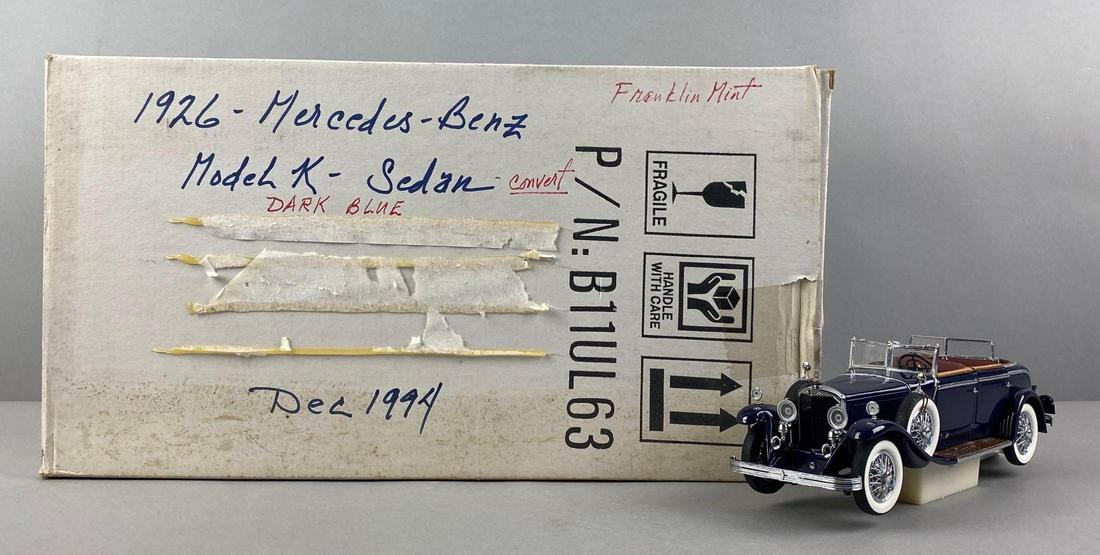 1926 - Mercedes-Benz
Franklin Mint
Model K - Sedan - convert
DARK BLUE
Dec 1994
P/N: B11UL63
FRAGILE
HANDLE
WITH CARE